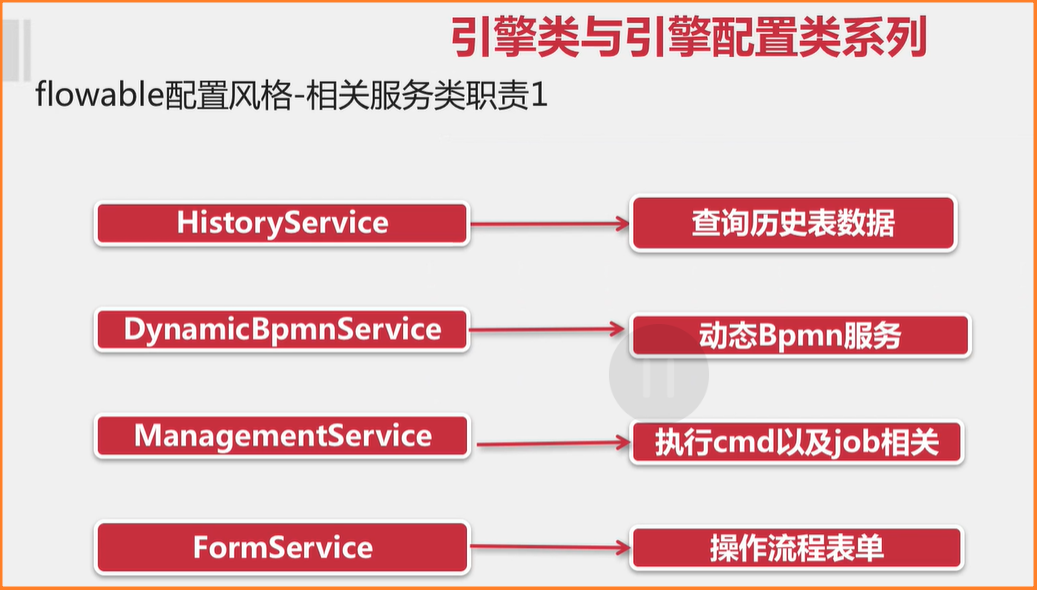 引擎类与引擎配置类系列
flowable配置风格-相关服务类职责1
HistoryService
查询历史表数据
DynamicBpmnService
动态Bpmn服务
ManagementService
执行cmd以及job相关
FormService
操作流程表单